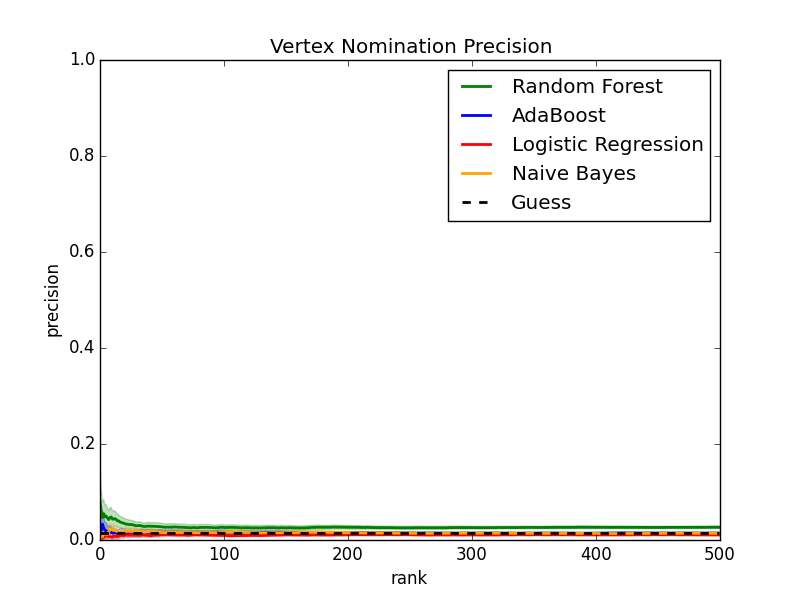 Vertex Nomination Precision
1.0
0.8
0.6
0.4
0.2
0.0
precision
Random Forest
AdaBoost
Logistic Regression
Naive Bayes
Guess
0 100 200 300 400 500
rank